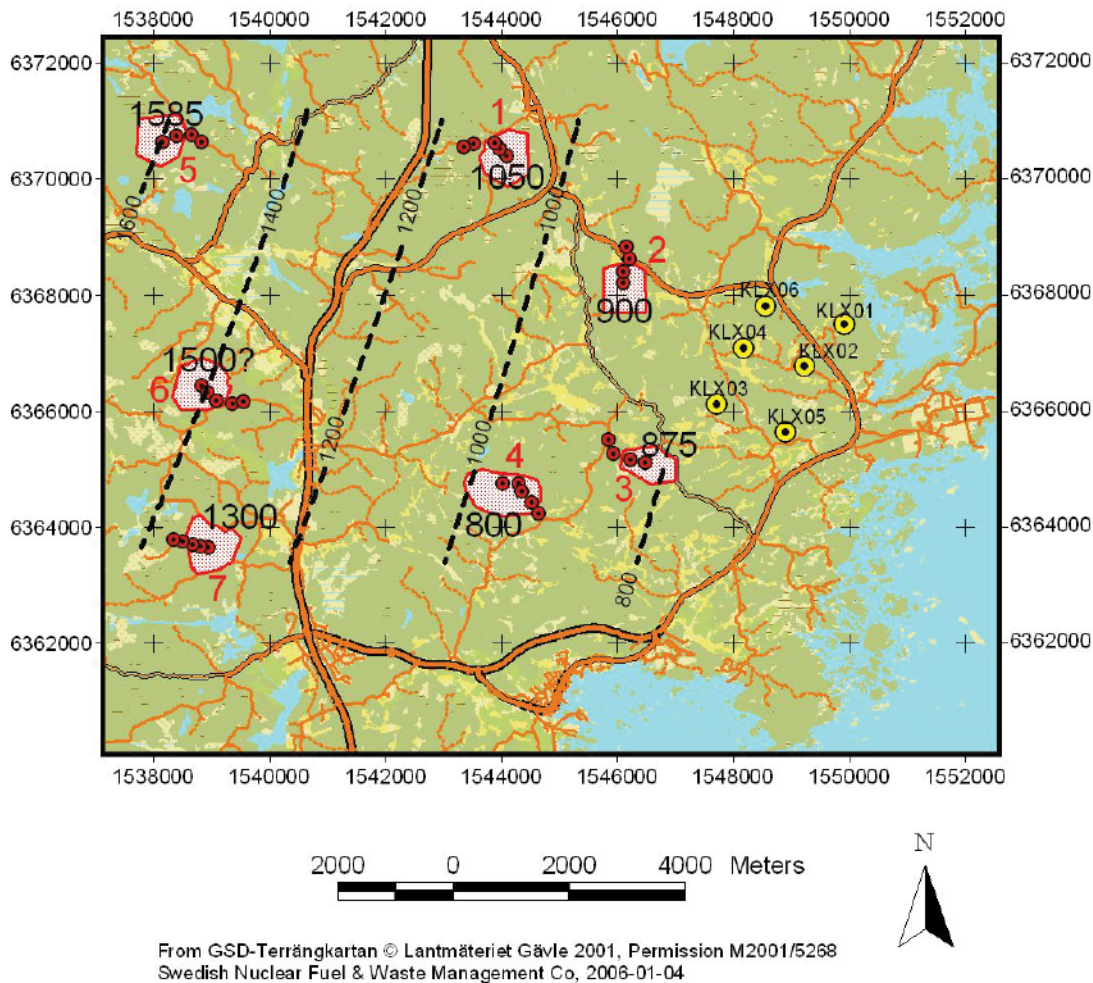 1538000 1540000 1542000 1544000 1546000 1548000 1550000 1552000
6372000 6372000
1585 1
5 1050
6370000 6370000
600 1400 1200 1000
2
6368000 900 6368000
KLX06 KLX01
KLX04 KLX02
1500?
6 KLX03
6366000 6366000
KLX05
1200 1000 4 875
3
1300 800
6364000 6364000
7 800
6362000 6362000
1538000 1540000 1542000 1544000 1546000 1548000 1550000 1552000
2000 0 2000 4000 Meters
N
From GSD-Terrängkartan © Lantmäteriet Gävle 2001, Permission M2001/5268
Swedish Nuclear Fuel & Waste Management Co, 2006-01-04